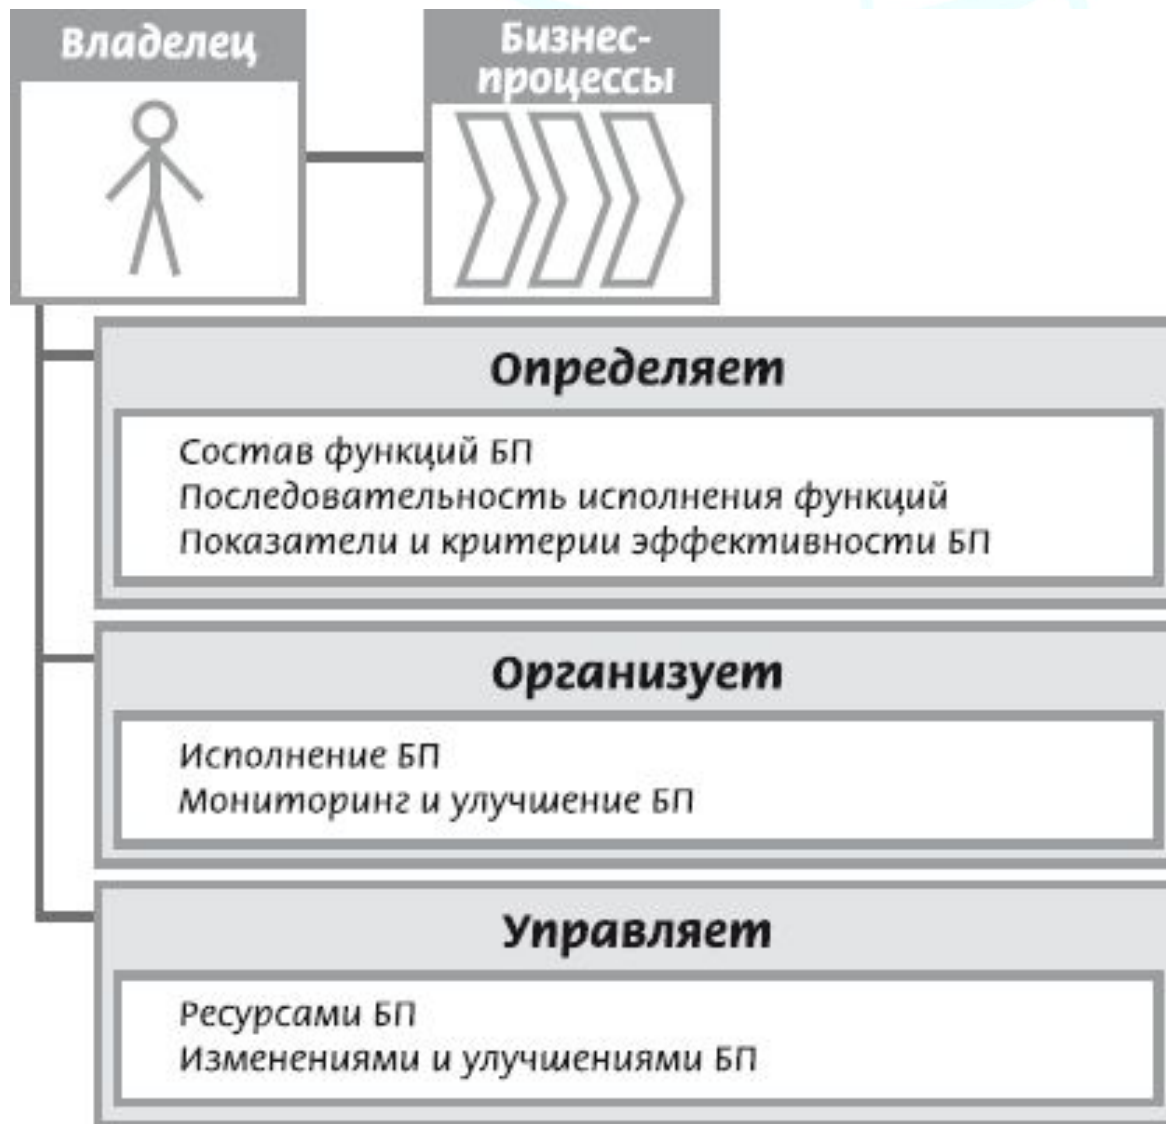 Владелец
Бизнес-
процессы
Определяет
Состав функций БП
Последовательность исполнения функций
Показатели и критерии эффективности БП
Организует
Исполнение БП
Мониторинг и улучшение БП
Управляет
Ресурсами БП
Изменениями и улучшениями БП